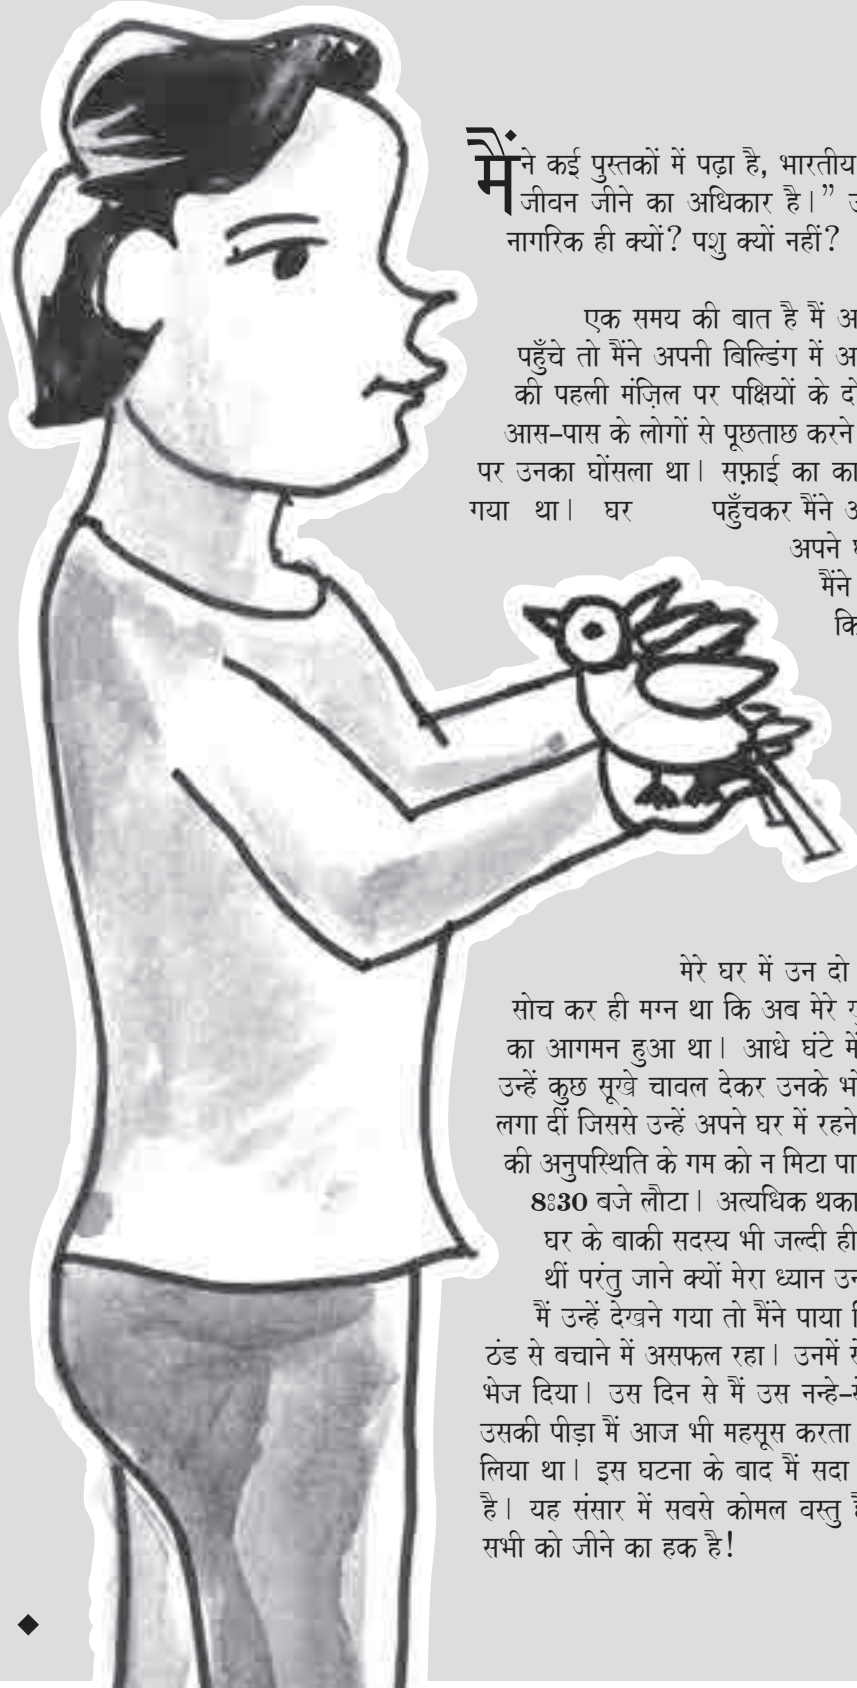 मैंने कई पुस्तकों में पढ़ा है, भारतीय
जीवन जीने का अधिकार है।”
नागरिक ही क्यों? पशु क्यों नहीं?
एक समय की बात है मैं
पहुँचे तो मैंने अपनी बिल्डिंग में
की पहली मंज़िल पर पक्षियों के दो
आस-पास के लोगों से पूछताछ करने
पर उनका घोंसला था। सफ़ाई का
गया था। घर पहुँचकर मैंने
अपने
मैंने
मेरे घर में उन दो
सोच कर ही मग्न था कि अब मेरे
का आगमन हुआ था। आधे घंटे में
उन्हें कुछ सूखे चावल देकर उनके
लगा दीं जिससे उन्हें अपने घर में रहने
की अनुपस्थिति के गम को न मिटा
8:30 बजे लौटा। अत्यधिक
घर के बाकी सदस्य भी जल्दी ही
थीं परंतु जाने क्यों मेरा ध्यान
मैं उन्हें देखने गया तो मैंने पाया
ठंड से बचाने में असफल रहा। उनमें
भेज दिया। उस दिन से मैं उस
उसकी पीड़ा मैं आज भी महसूस करता
लिया था। इस घटना के बाद मैं सदा
है। यह संसार में सबसे कोमल वस्तु
सभी को जीने का हक है!